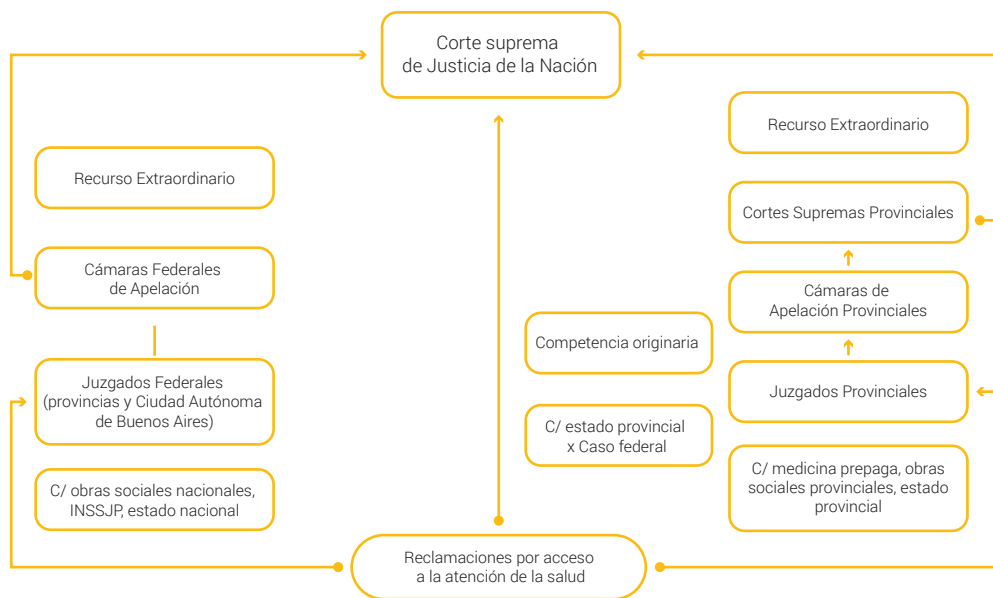 Corte suprema
de Justicia de la Nación
Recurso Extraordinario
Cámaras Federales
de Apelación
Juzgados Federales
(provincias y Ciudad Autónoma
de Buenos Aires)
C/ obras sociales nacionales,
INSSJP, estado nacional
Competencia originaria
C/ estado provincial
x Caso federal
Recurso Extraordinario
Cortes Supremas Provinciales
Cámaras de
Apelación Provinciales
Juzgados Provinciales
C/ medicina prepaga, obras
sociales provinciales, estado
provincial
Reclamaciones por acceso
a la atención de la salud